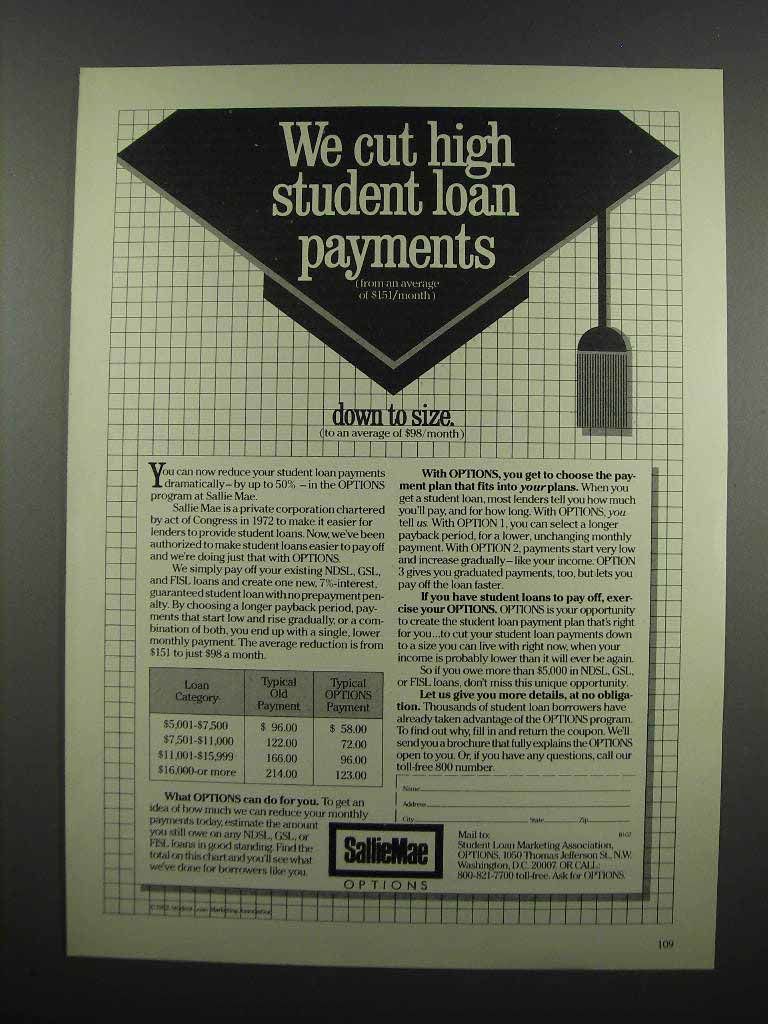 We cut high
student loan
payments
(from an average
of $151/month)
down to size.
(to an average of $98/month)
You can now reduce your student loan payments
dramatically – by up to 50% – in the OPTIONS
program at Sallie Mae.
Sallie Mae is a private corporation chartered
by act of Congress in 1972 to make it easier for
lenders to provide student loans. Now, we've been
authorized to make student loans easier to pay off
and we're doing just that with OPTIONS.
We simply pay off your existing NDSL, GSL,
and FISL loans and create one new, 7%-interest,
guaranteed student loan with no prepayment pen-
alty. By choosing a longer payback period, pay-
ments that start low and rise gradually, or a com-
bination of both, you end up with a single, lower
monthly payment. The average reduction is from
$151 to just $98 a month.
Loan Category Typical Old Payment Typical OPTIONS Payment
$5,001-$7,500 $ 96.00 $ 58.00
$7,501-$11,000 122.00 72.00
$11,001-$15,999 166.00 96.00
$16,000-or more 214.00 123.00
What OPTIONS can do for you. To get an
idea of how much we can reduce your monthly
payments today, estimate the amount
you still owe on any NDSL, GSL, or
FISL loans in good standing. Find the
total on this chart and you'll see what
we've done for borrowers like you.
With OPTIONS, you get to choose the pay-
ment plan that fits into your plans. When you
get a student loan, most lenders tell you how much
you'll pay, and for how long. With OPTIONS, you
tell us. With OPTION 1, you can select a longer
payback period, for a lower, unchanging monthly
payment. With OPTION 2, payments start very low
and increase gradually – like your income. OPTION
3 gives you graduated payments, too, but lets you
pay off the loan faster.
If you have student loans to pay off, exer-
cise your OPTIONS. OPTIONS is your opportunity
to create the student loan payment plan that's right
for you...to cut your student loan payments down
to a size you can live with right now, when your
income is probably lower than it will ever be again.
So if you owe more than $5,000 in NDSL, GSL,
or FISL loans, don't miss this unique opportunity.
Let us give you more details, at no obliga-
tion. Thousands of student loan borrowers have
already taken advantage of the OPTIONS program.
To find out why, fill in and return the coupon. We'll
send you a brochure that fully explains the OPTIONS
open to you. Or, if you have any questions, call our
toll-free 800 number.
Name
Address
City State Zip
SallieMae
OPTIONS
Mail to:
Student Loan Marketing Association,
OPTIONS, 1050 Thomas Jefferson St., N.W.
Washington, D.C. 20007. OR CALL:
800-821-7700 toll-free. Ask for OPTIONS.
Student Loan Marketing Association
109